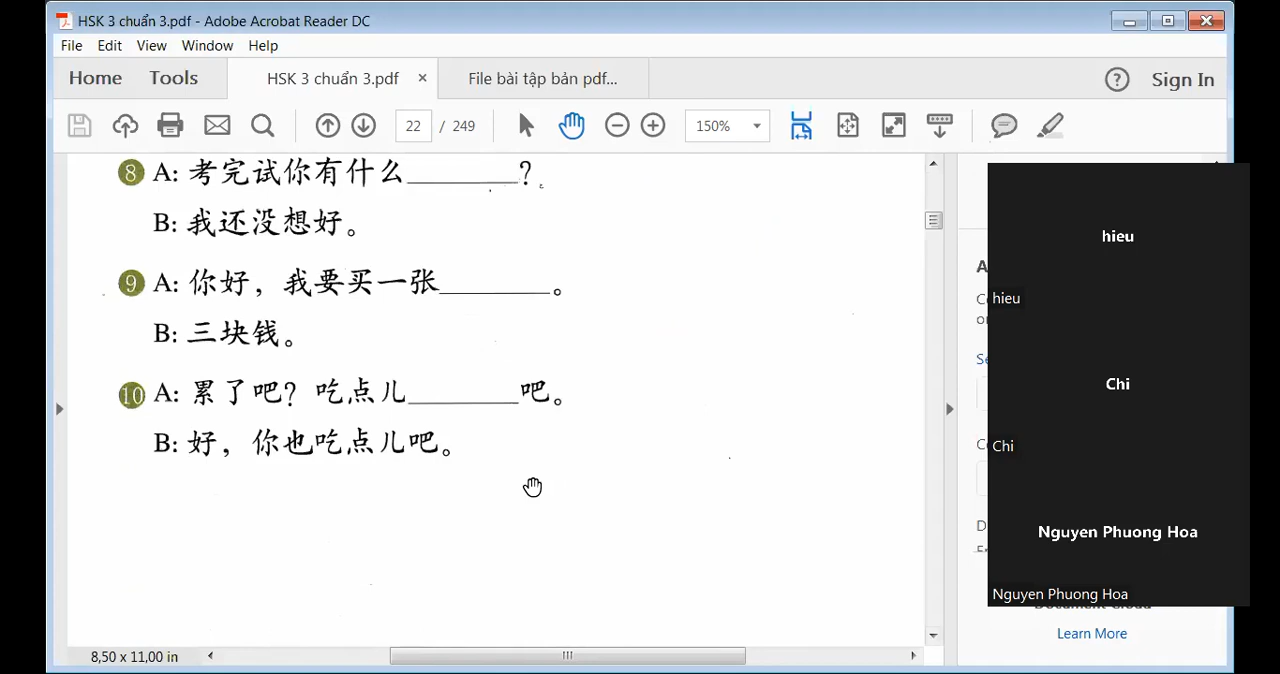 HSK 3 chuẩn 3.pdf - Adobe Acrobat Reader DC
File Edit View Window Help
Home Tools HSK 3 chuẩn 3.pdf × File bài tập bản pdf... ? Sign In
22 / 249 150%
8 A: 考完试你有什么________?
B: 我还没想好。
9 A: 你好，我要买一张________。
B: 三块钱。
10 A: 累了吧？吃点儿________吧。
B: 好，你也吃点儿吧。
8,50 x 11,00 in
hieu
hieu
Chi
Chi
Nguyen Phuong Hoa
Nguyen Phuong Hoa
Learn More